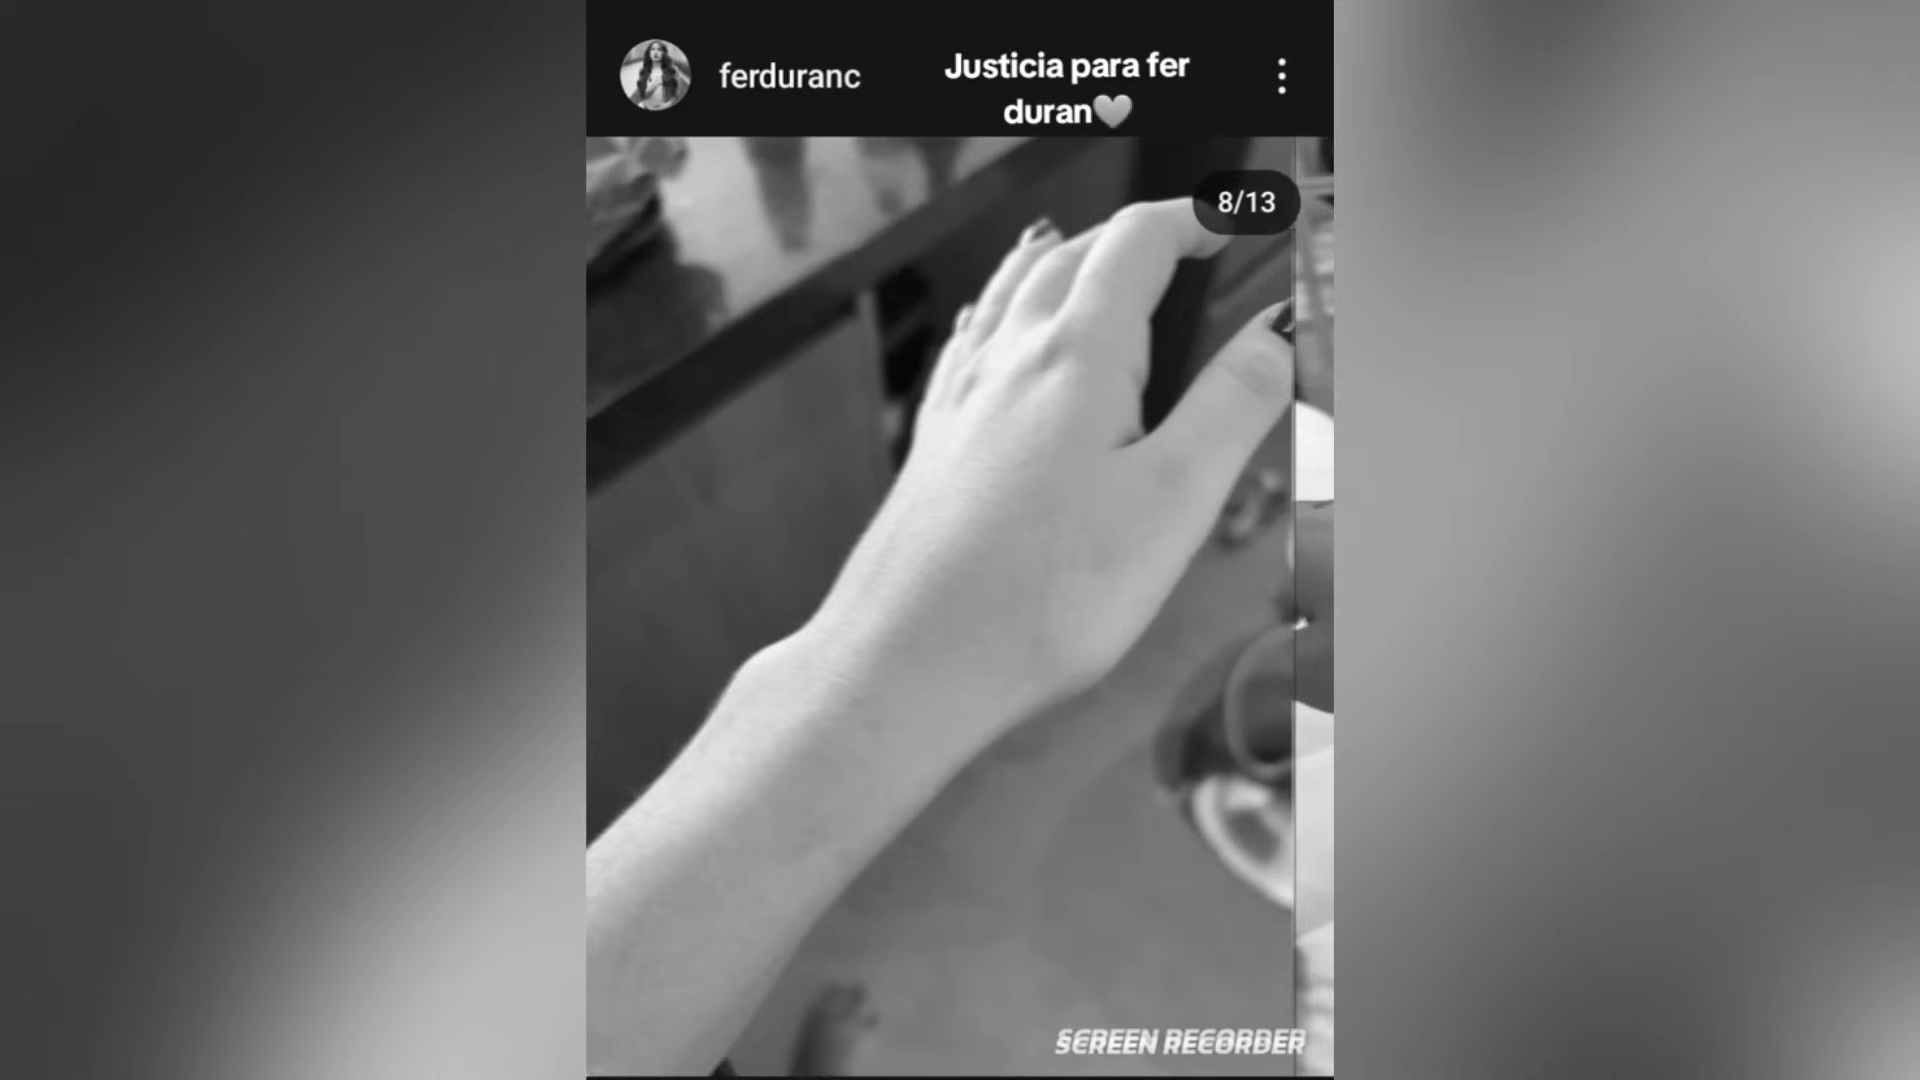 ferduranc
Justicia para fer
duran🩶
8/13
SCREEN RECORDER